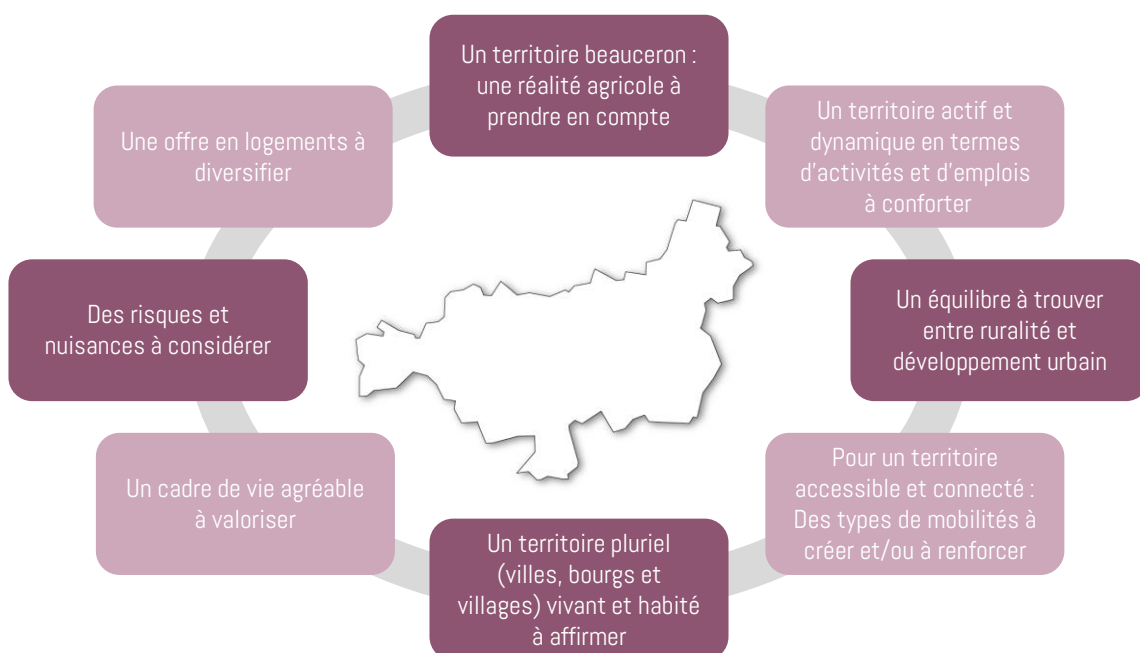 Un territoire beauceron :
une réalité agricole à
prendre en compte
Un territoire actif et
dynamique en termes
d'activités et d'emplois
à conforter
Un équilibre à trouver
entre ruralité et
développement urbain
Pour un territoire
accessible et connecté :
Des types de mobilités à
créer et/ou à renforcer
Un territoire pluriel
(villes, bourgs et
villages) vivant et habité
à affirmer
Un cadre de vie agréable
à valoriser
Des risques et
nuisances à considérer
Une offre en logements à
diversifier